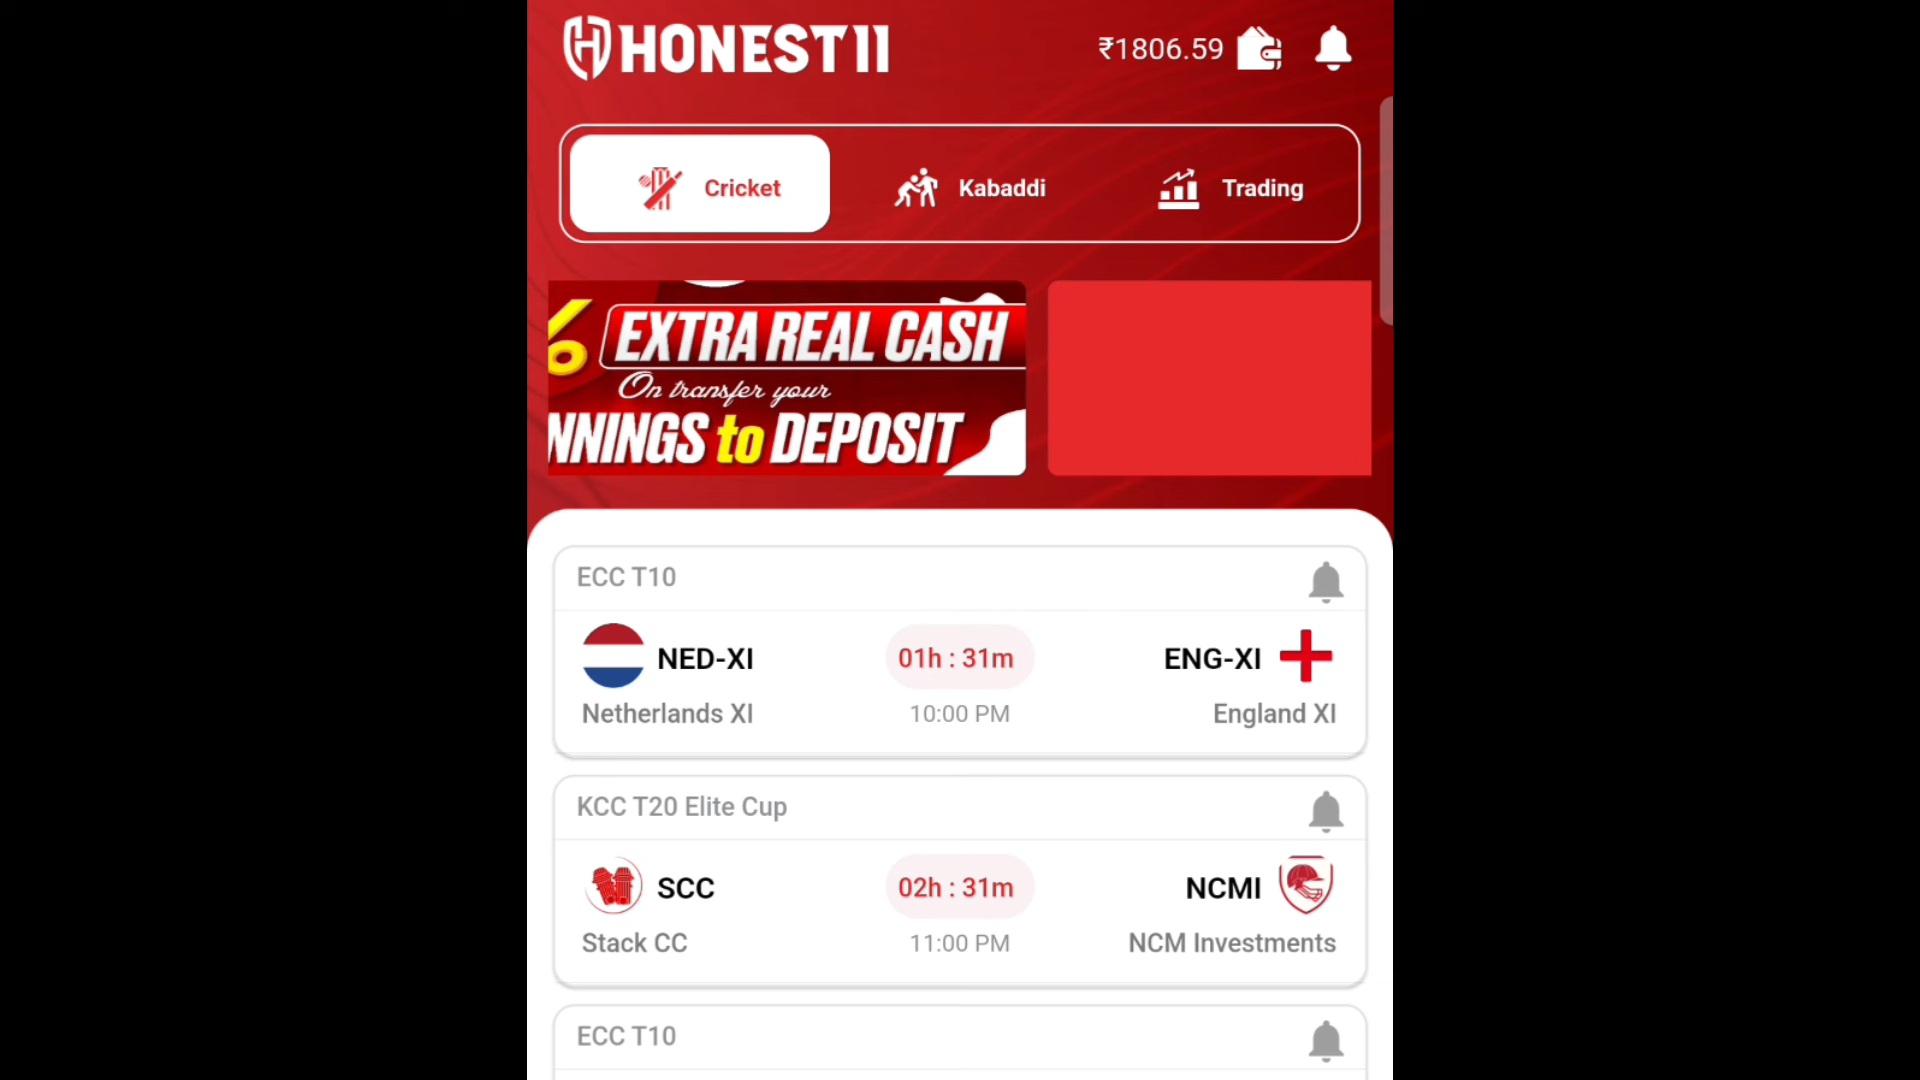 HONEST11
₹1806.59
Cricket
Kabaddi
Trading
%
EXTRA REAL CASH
On transfer your
NNINGS to DEPOSIT
ECC T10
NED-XI
01h : 31m
ENG-XI
Netherlands XI
10:00 PM
England XI
KCC T20 Elite Cup
SCC
02h : 31m
NCMI
Stack CC
11:00 PM
NCM Investments
ECC T10